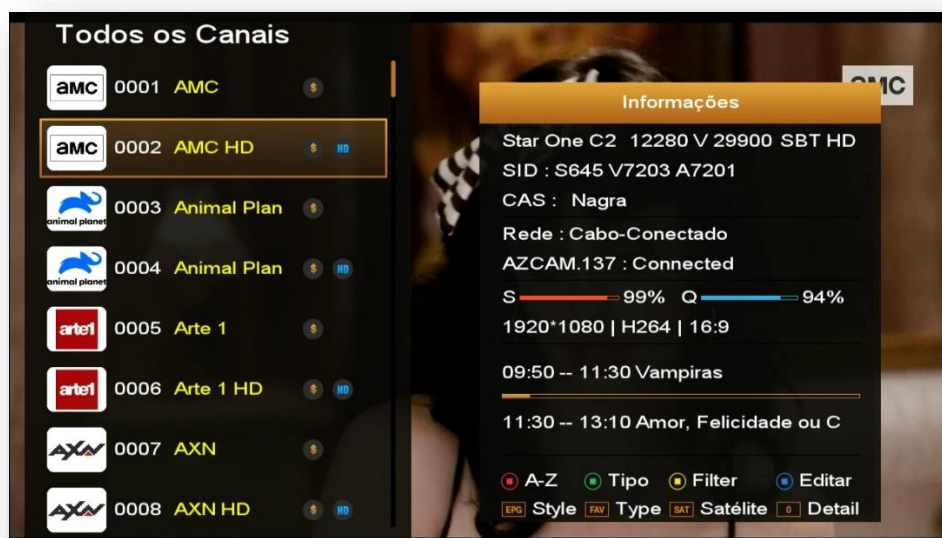 Todos os Canais
amc 0001 AMC $
amc 0002 AMC HD $ HD
animal planet 0003 Animal Plan $
animal planet 0004 Animal Plan $ HD
arte1 0005 Arte 1 $
arte1 0006 Arte 1 HD $ HD
AXN 0007 AXN $
AXN 0008 AXN HD $ HD
Informações
Star One C2 12280 V 29900 SBT HD
SID : S645 V7203 A7201
CAS : Nagra
Rede : Cabo-Conectado
AZCAM.137 : Connected
S 99% Q 94%
1920*1080 | H264 | 16:9
09:50 -- 11:30 Vampiras
11:30 -- 13:10 Amor, Felicidade ou C
A-Z Tipo Filter Editar
EPG Style FAV Type SAT Satélite 0 Detail